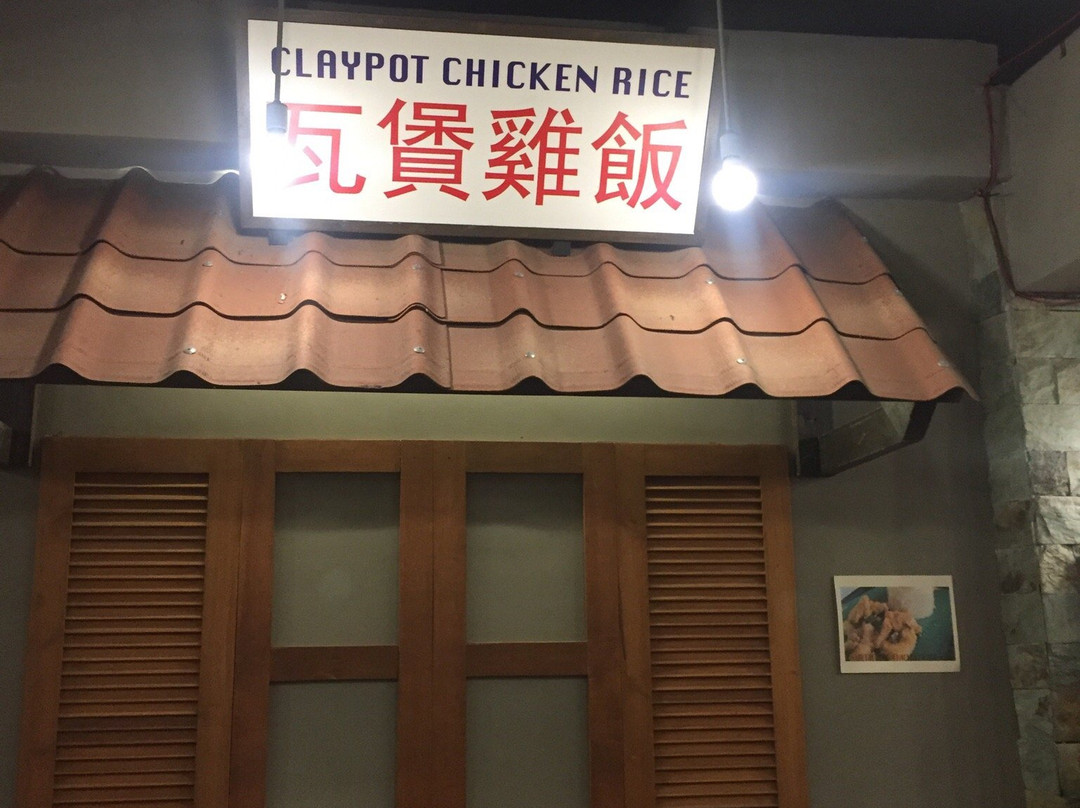 CLAYPOT CHICKEN RICE
瓦煲雞飯